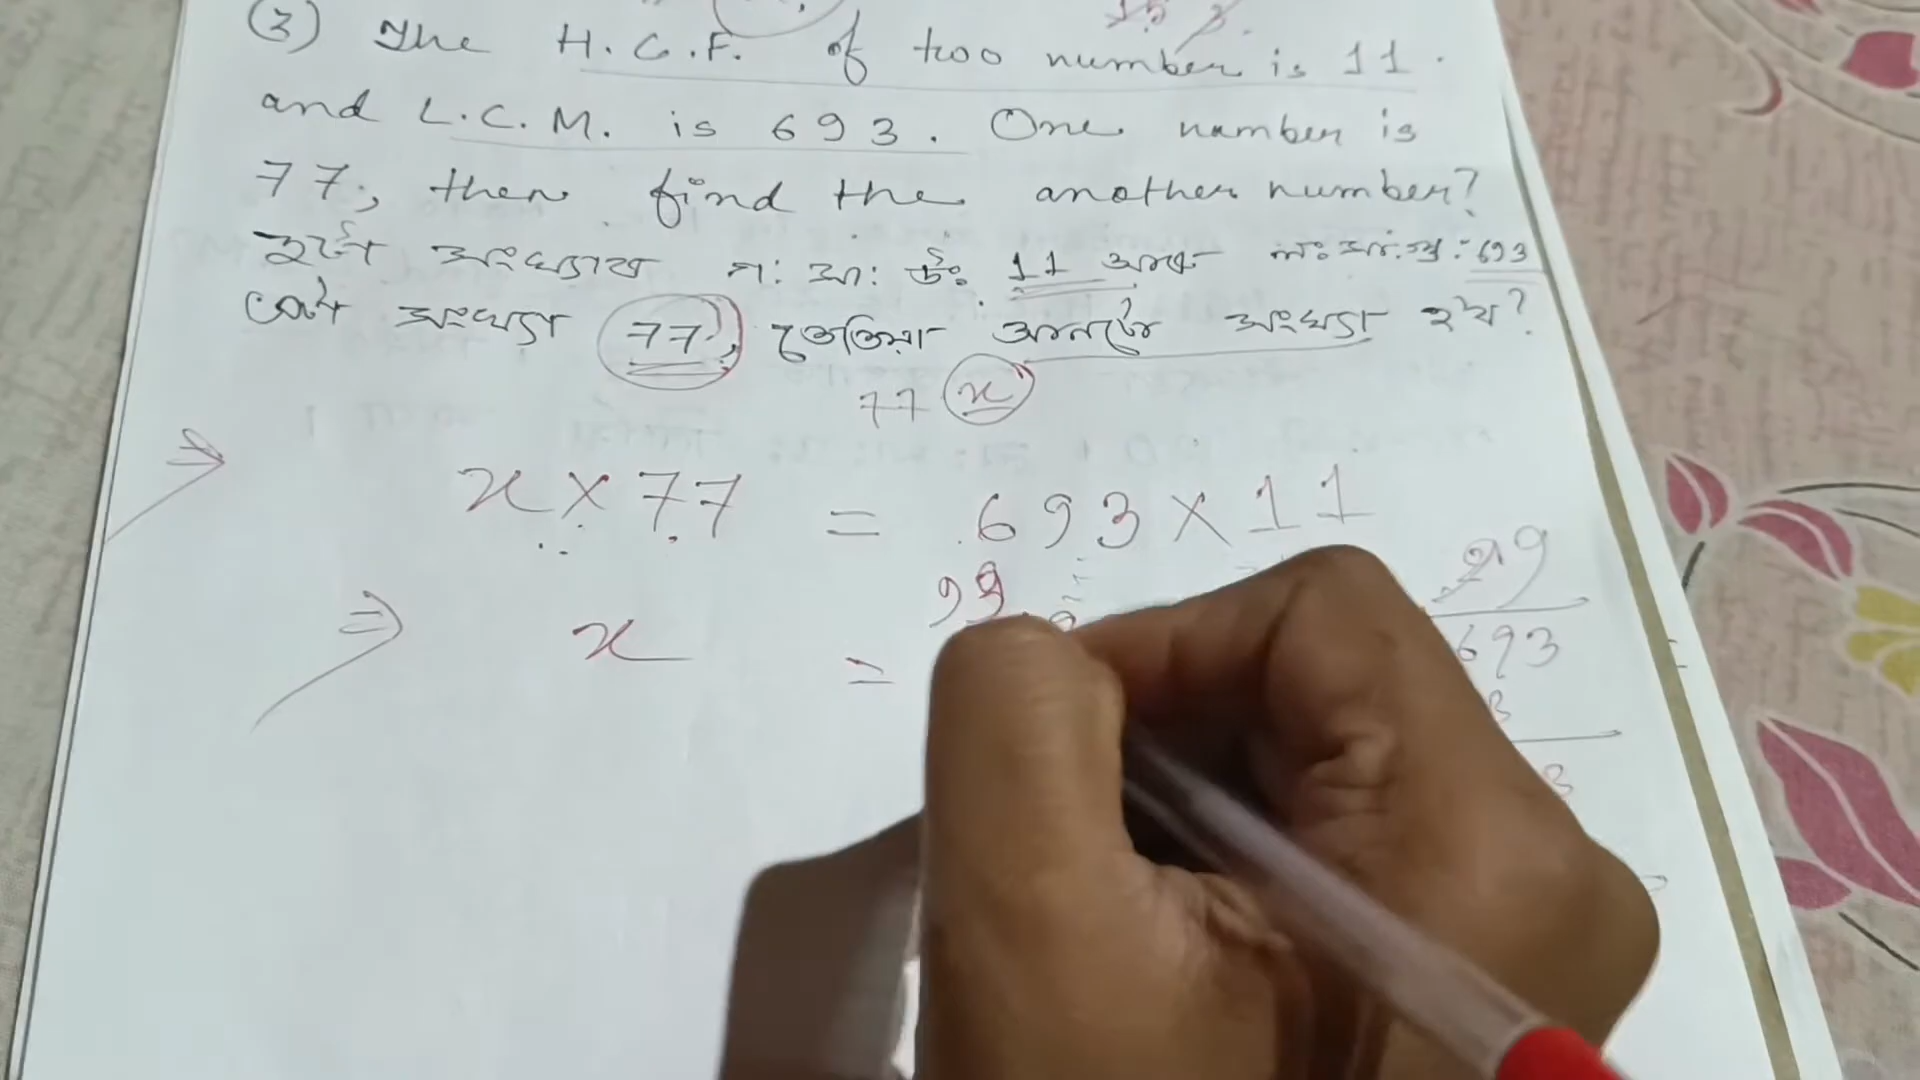 (3) The H.C.F. of two number is 11.
and L.C.M. is 693. One number is
77, then find the another number?
দুটা সংখ্যাৰ গ: সা: উ: 11 আৰু ল: সা: গু: 693
এটা সংখ্যা 77, তেতিয়া আনটো সংখ্যা হ'ব?
77 x
⇒ x × 77 = 693 × 11
99
⇒ x =
99
693